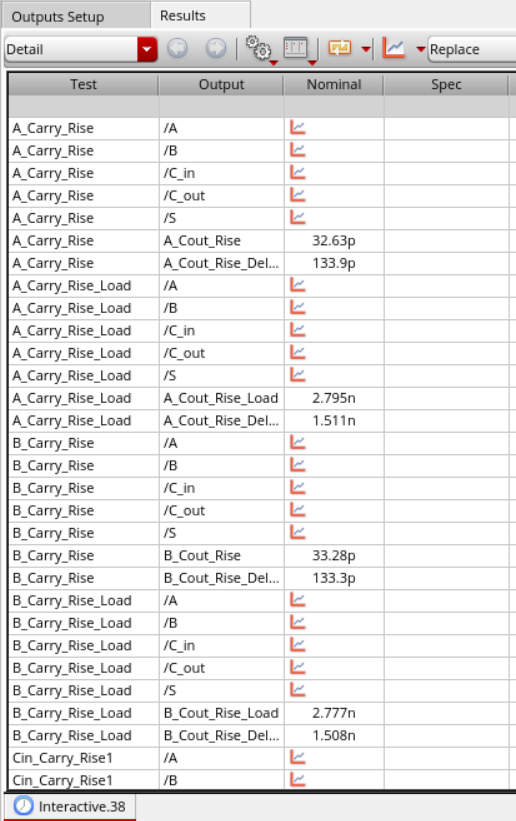 Outputs Setup Results
Detail Replace
Test Output Nominal Spec
A_Carry_Rise /A
A_Carry_Rise /B
A_Carry_Rise /C_in
A_Carry_Rise /C_out
A_Carry_Rise /S
A_Carry_Rise A_Cout_Rise 32.63p
A_Carry_Rise A_Cout_Rise_Del... 133.9p
A_Carry_Rise_Load /A
A_Carry_Rise_Load /B
A_Carry_Rise_Load /C_in
A_Carry_Rise_Load /C_out
A_Carry_Rise_Load /S
A_Carry_Rise_Load A_Cout_Rise_Load 2.795n
A_Carry_Rise_Load A_Cout_Rise_Del... 1.511n
B_Carry_Rise /A
B_Carry_Rise /B
B_Carry_Rise /C_in
B_Carry_Rise /C_out
B_Carry_Rise /S
B_Carry_Rise B_Cout_Rise 33.28p
B_Carry_Rise B_Cout_Rise_Del... 133.3p
B_Carry_Rise_Load /A
B_Carry_Rise_Load /B
B_Carry_Rise_Load /C_in
B_Carry_Rise_Load /C_out
B_Carry_Rise_Load /S
B_Carry_Rise_Load B_Cout_Rise_Load 2.777n
B_Carry_Rise_Load B_Cout_Rise_Del... 1.508n
Cin_Carry_Rise1 /A
Cin_Carry_Rise1 /B
Interactive.38